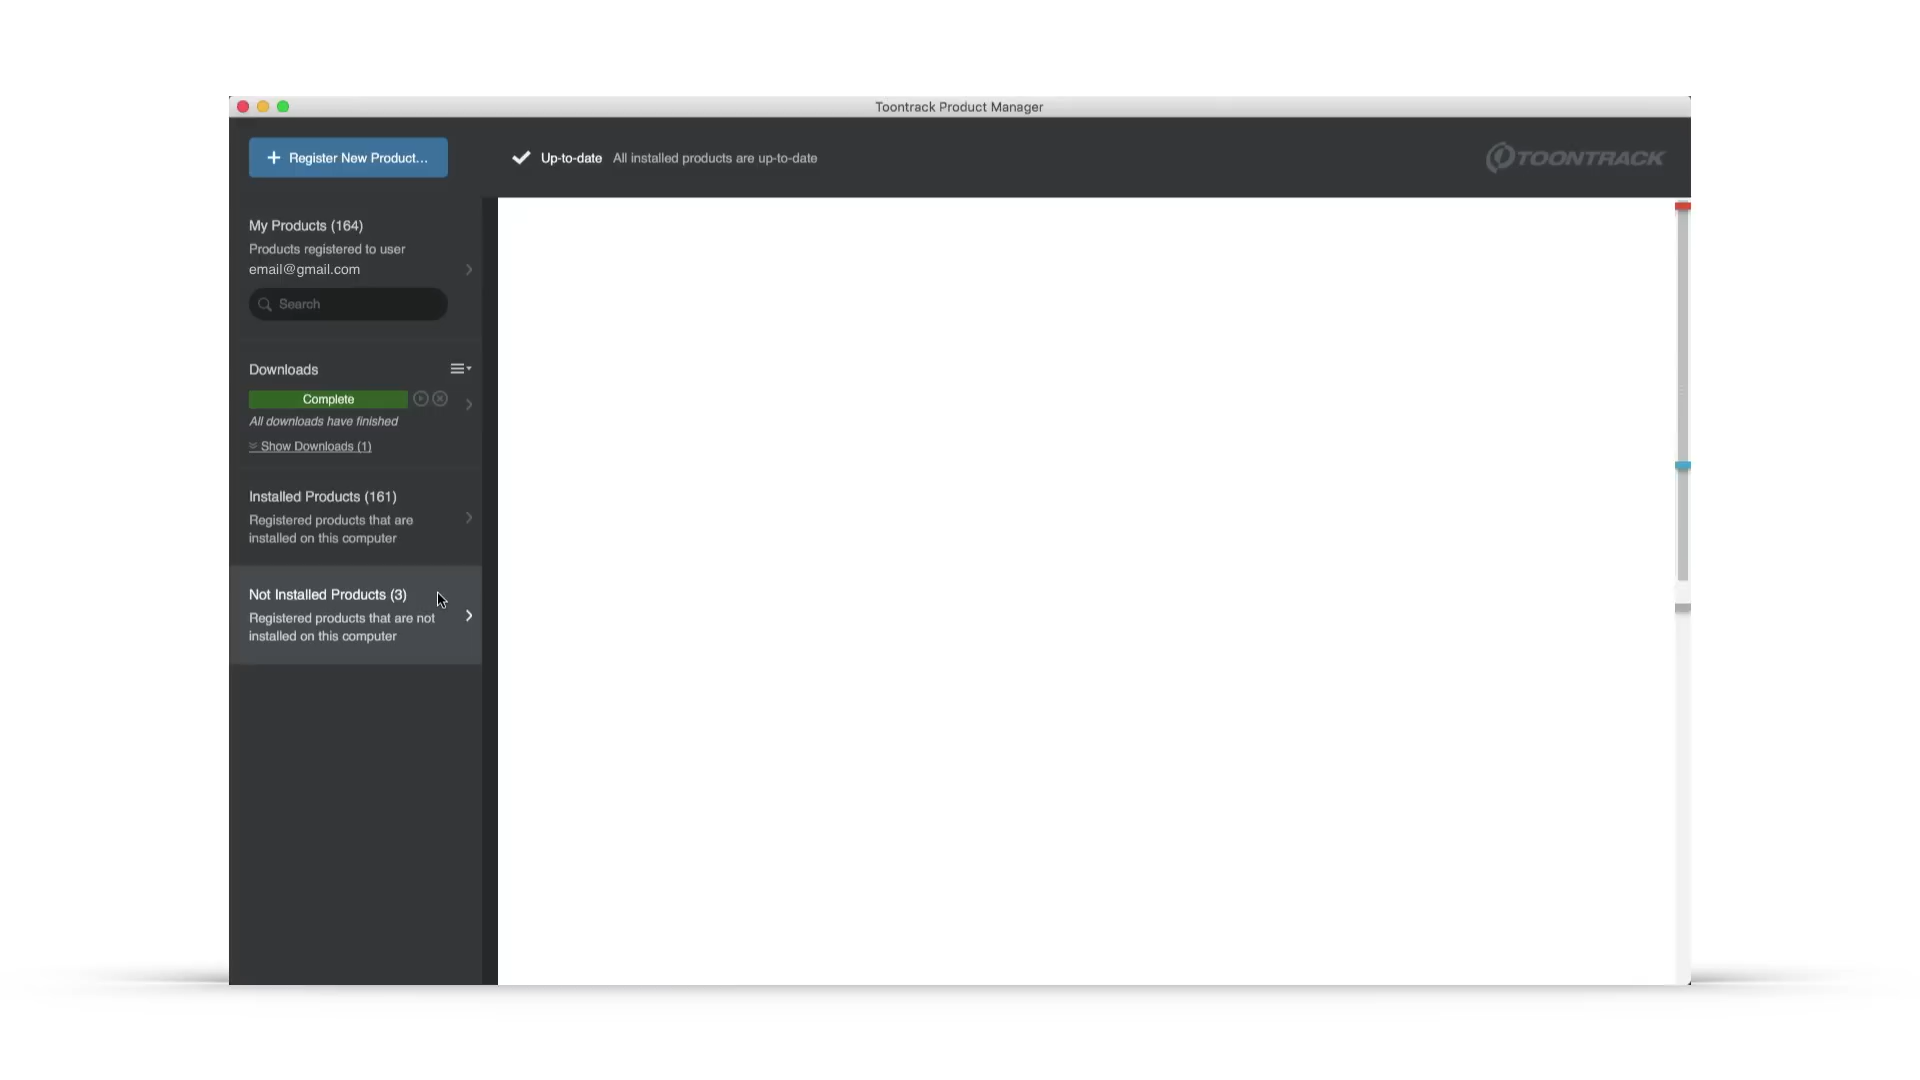 Toontrack Product Manager
Register New Product...
Up-to-date All installed products are up-to-date
TOONTRACK
My Products (164)
Products registered to user
email@gmail.com
Search
Downloads
Complete
All downloads have finished
Show Downloads (1)
Installed Products (161)
Registered products that are
installed on this computer
Not Installed Products (3)
Registered products that are not
installed on this computer